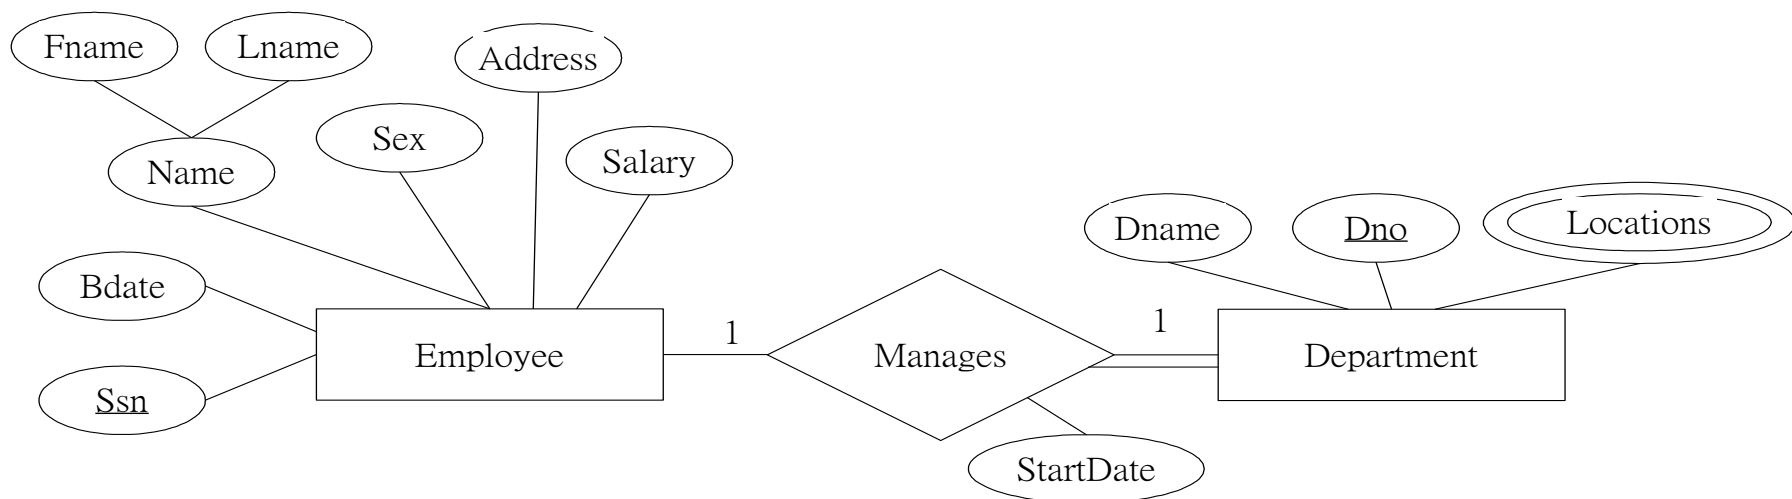 Fname
Lname
Address
Sex
Salary
Name
Dname
Dno
Locations
Bdate
Employee
1
Manages
1
Department
Ssn
StartDate